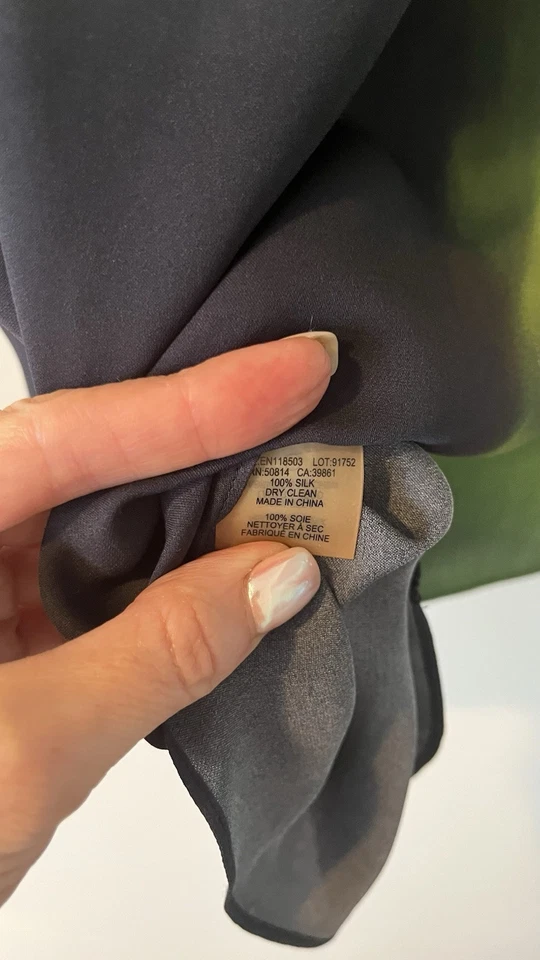 EN118503 LOT:91752
N:50814 CA:39861
100% SILK
DRY CLEAN
MADE IN CHINA
100% SOIE
NETTOYER À SEC
FABRIQUÉ EN CHINE